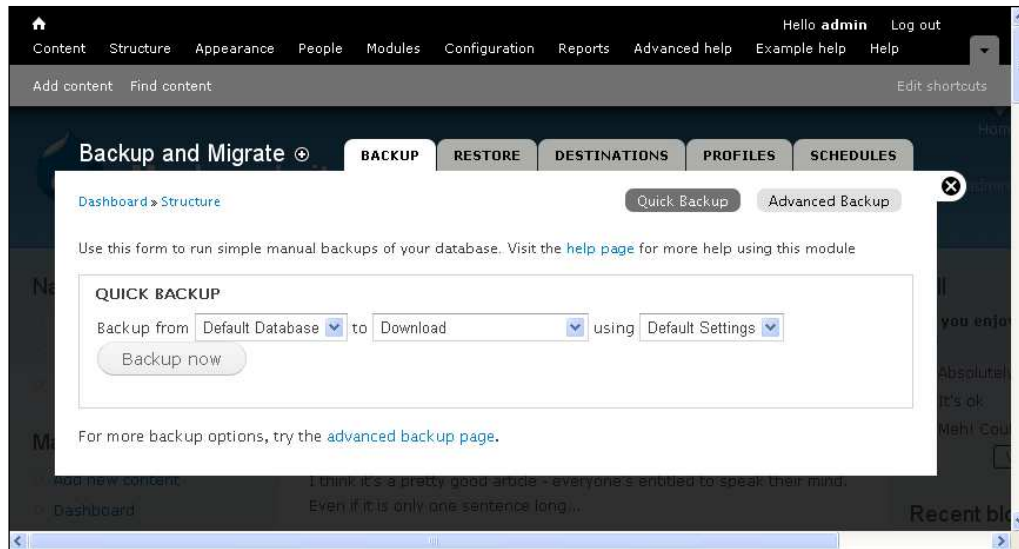 Hello admin Log out
Content Structure Appearance People Modules Configuration Reports Advanced help Example help Help
Add content Find content Edit shortcuts
Backup and Migrate BACKUP RESTORE DESTINATIONS PROFILES SCHEDULES
Dashboard » Structure Quick Backup Advanced Backup
Use this form to run simple manual backups of your database. Visit the help page for more help using this module
QUICK BACKUP
Backup from Default Database to Download using Default Settings
you enjo
Backup now
Absolutely
It's ok
For more backup options, try the advanced backup page.
Meh! Coul
Add new content I think it's a pretty good article - everyone's entitled to speak their mind.
Dashboard Even if it is only one sentence long...
Recent blo